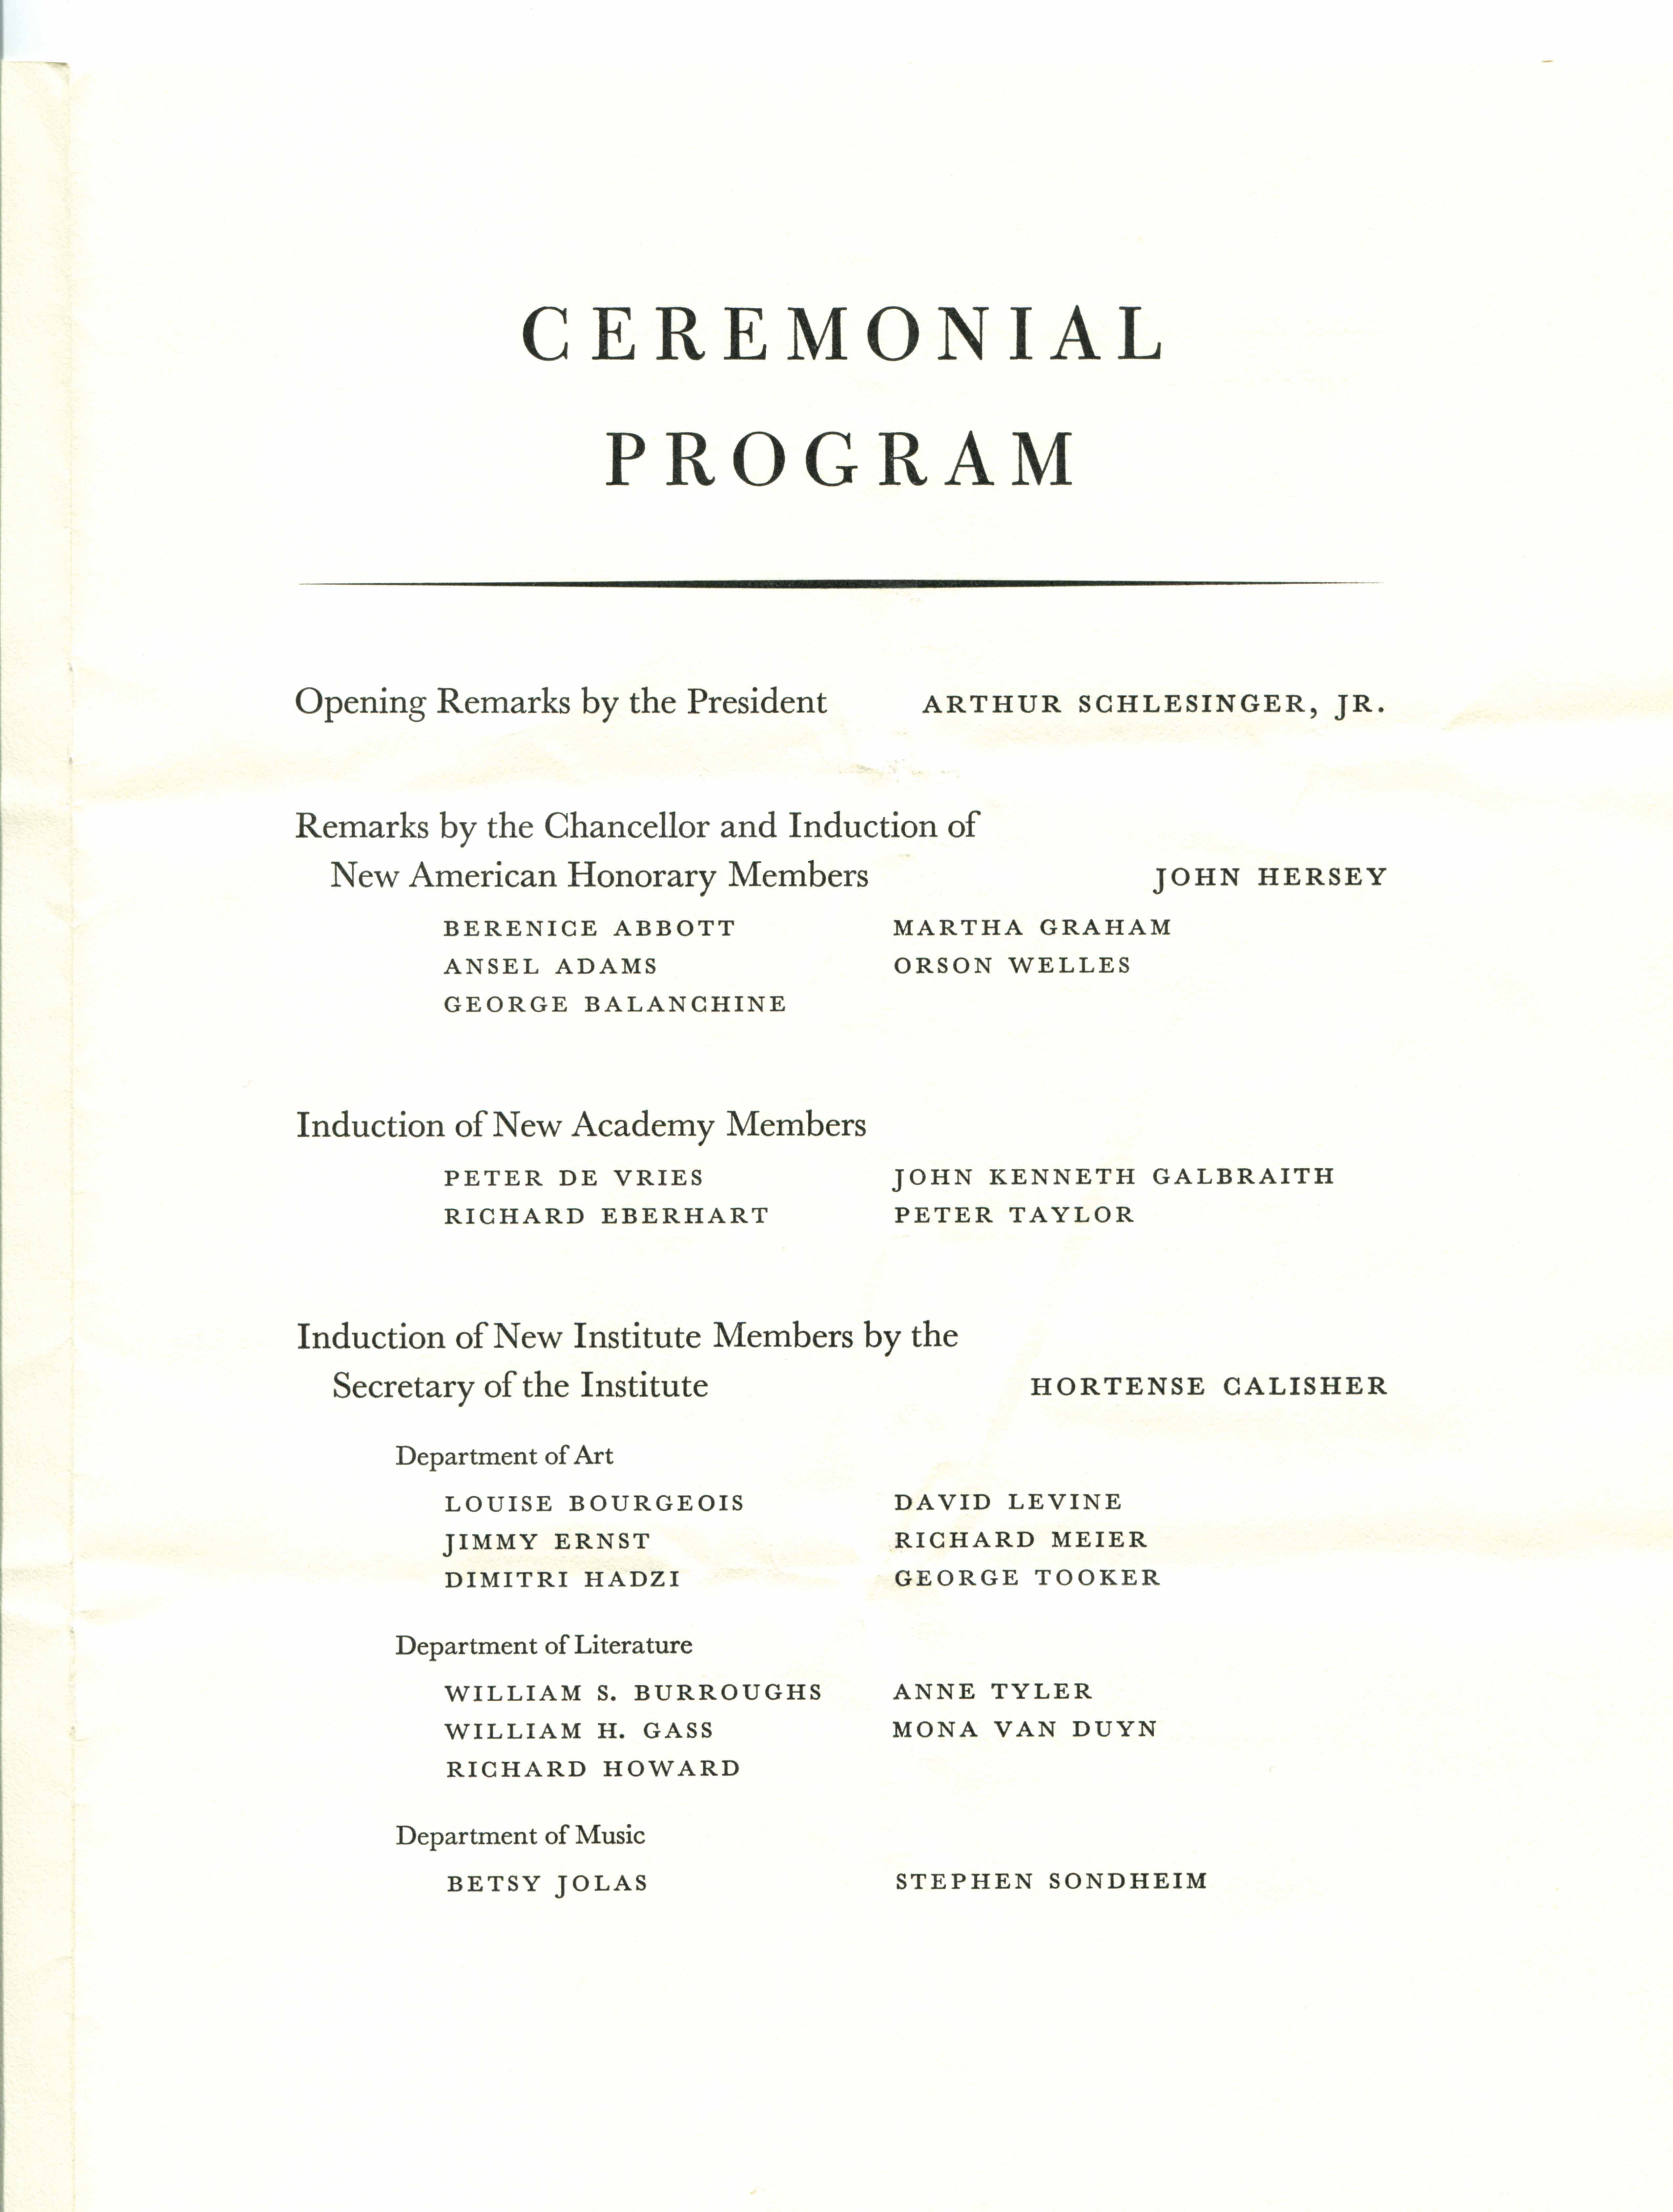 CEREMONIAL
PROGRAM
Opening Remarks by the President ARTHUR SCHLESINGER, JR.
Remarks by the Chancellor and Induction of
New American Honorary Members JOHN HERSEY
BERENICE ABBOTT MARTHA GRAHAM
ANSEL ADAMS ORSON WELLES
GEORGE BALANCHINE
Induction of New Academy Members
PETER DE VRIES JOHN KENNETH GALBRAITH
RICHARD EBERHART PETER TAYLOR
Induction of New Institute Members by the
Secretary of the Institute HORTENSE CALISHER
Department of Art
LOUISE BOURGEOIS DAVID LEVINE
JIMMY ERNST RICHARD MEIER
DIMITRI HADZI GEORGE TOOKER
Department of Literature
WILLIAM S. BURROUGHS ANNE TYLER
WILLIAM H. GASS MONA VAN DUYN
RICHARD HOWARD
Department of Music
BETSY JOLAS STEPHEN SONDHEIM